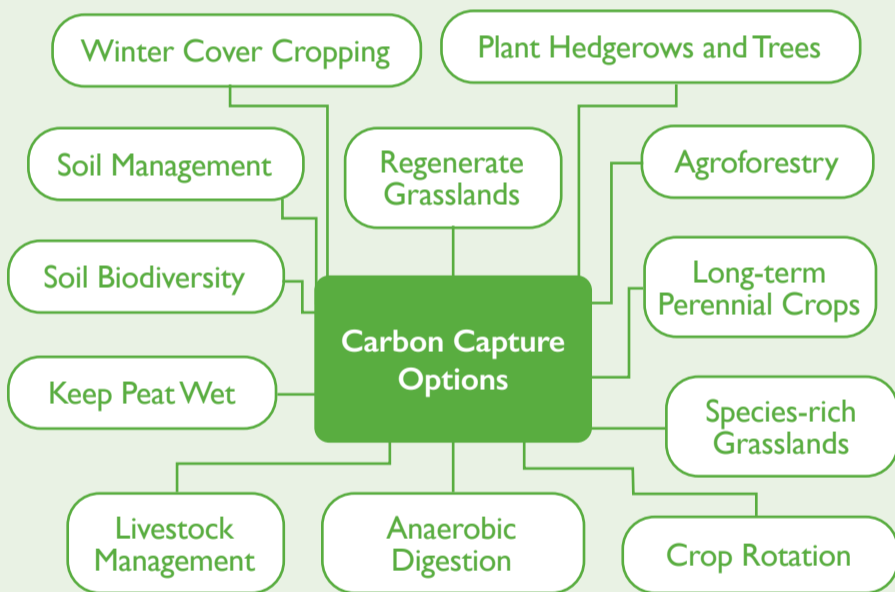 Winter Cover Cropping
Plant Hedgerows and Trees
Soil Management
Regenerate
Grasslands
Agroforestry
Soil Biodiversity
Long-term
Perennial Crops
Carbon Capture
Options
Keep Peat Wet
Species-rich
Grasslands
Livestock
Management
Anaerobic
Digestion
Crop Rotation